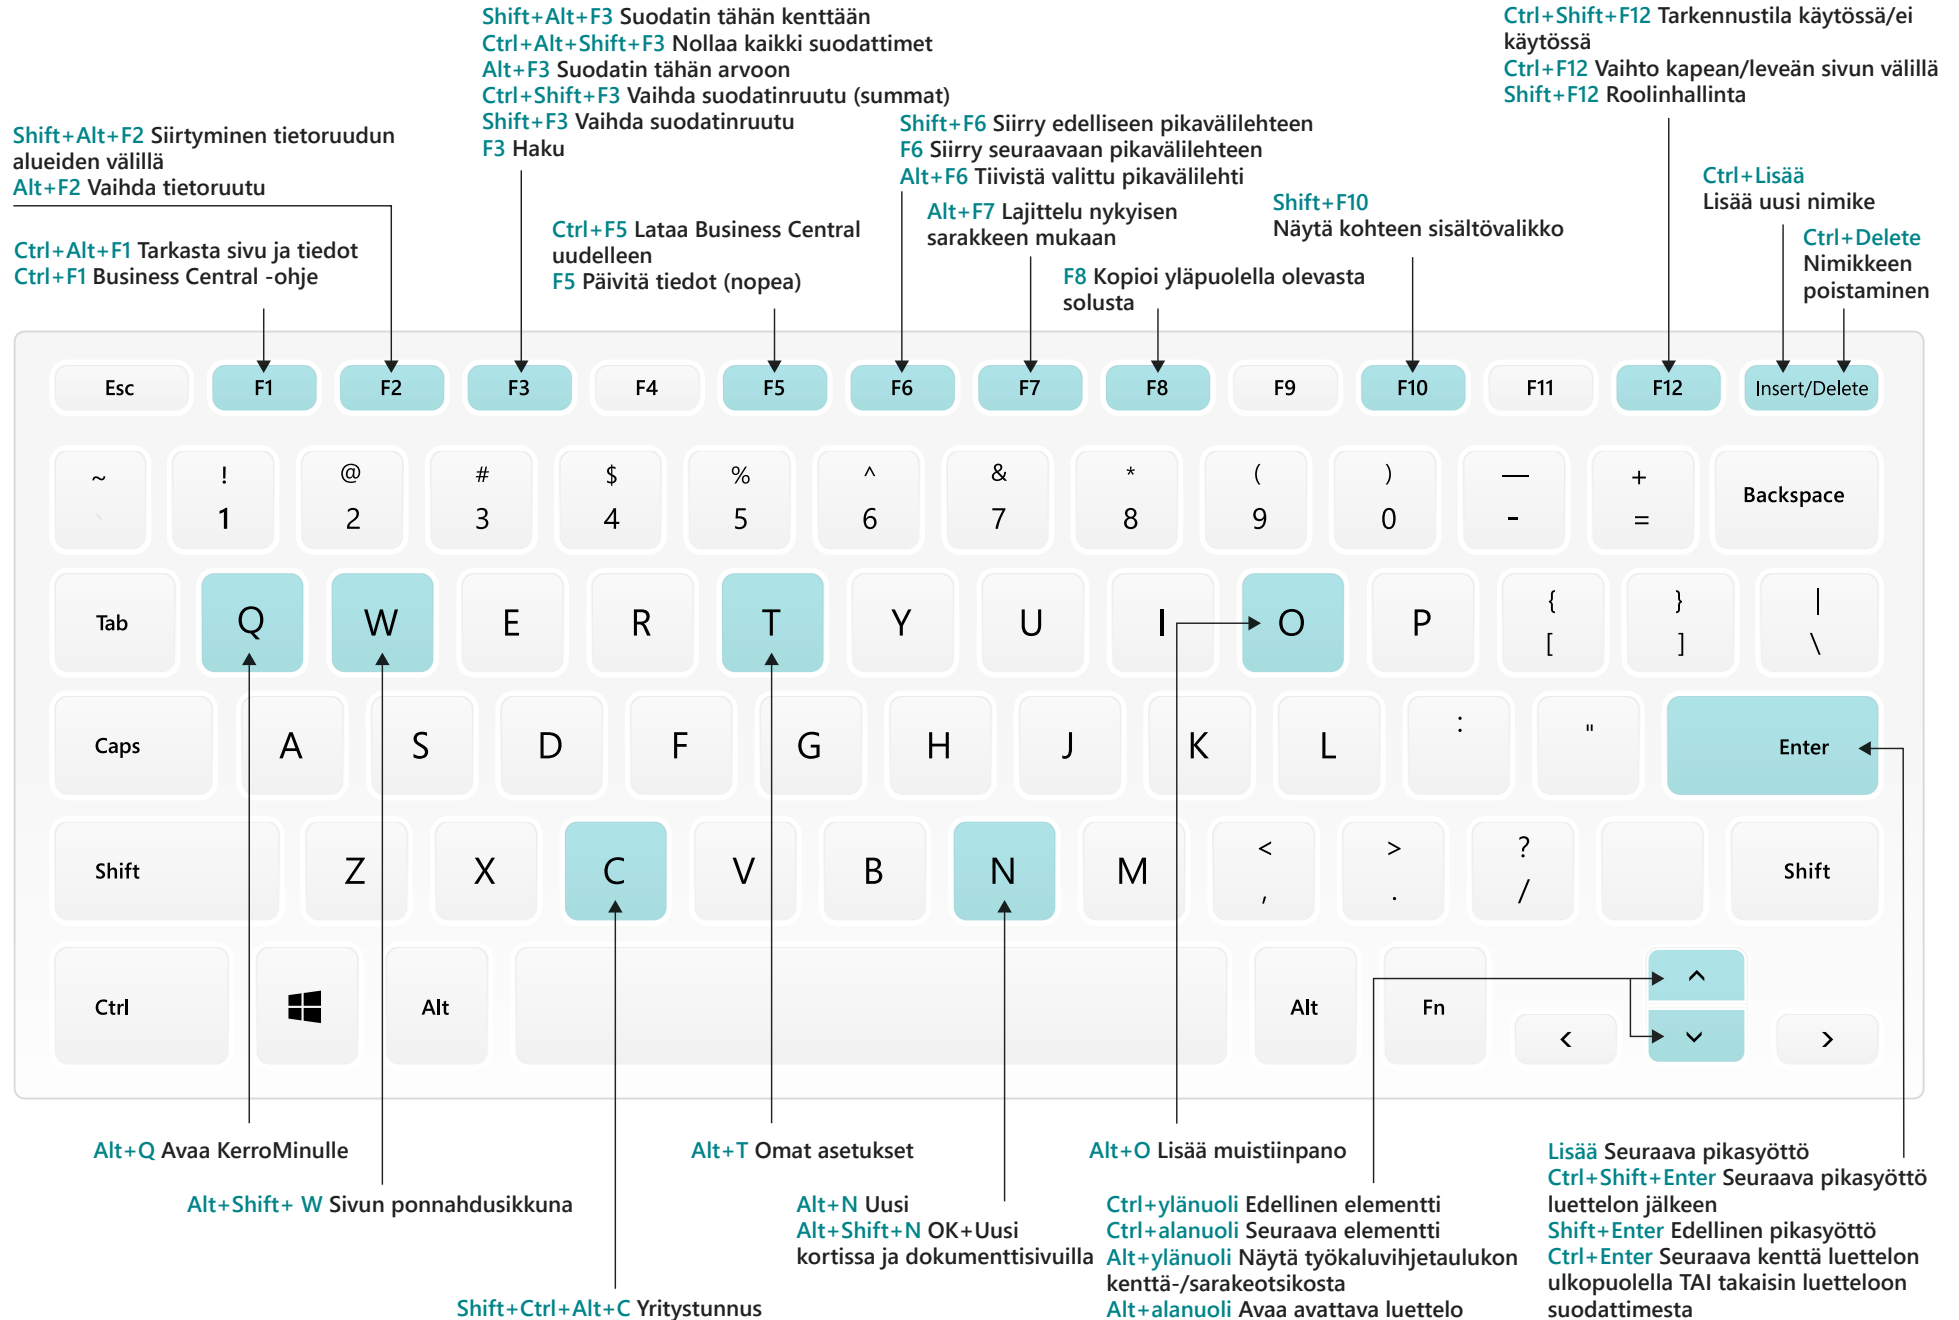 Shift+Alt+F3 Suodatin tähän kenttään
Ctrl+Alt+Shift+F3 Nollaa kaikki suodattimet
Alt+F3 Suodatin tähän arvoon
Ctrl+Shift+F3 Vaihda suodatinruutu (summat)
Shift+F3 Vaihda suodatinruutu
F3 Haku
Ctrl+Shift+F12 Tarkennustila käytössä/ei
käytössä
Ctrl+F12 Vaihto kapean/leveän sivun välillä
Shift+F12 Roolinhallinta
Shift+Alt+F2 Siirtyminen tietoruudun
alueiden välillä
Alt+F2 Vaihda tietoruutu
Shift+F6 Siirry edelliseen pikavälilehteen
F6 Siirry seuraavaan pikavälilehteen
Alt+F6 Tiivistä valittu pikavälilehti
Ctrl+Lisää
Lisää uusi nimike
Ctrl+Alt+F1 Tarkasta sivu ja tiedot
Ctrl+F1 Business Central -ohje
Ctrl+F5 Lataa Business Central
uudelleen
F5 Päivitä tiedot (nopea)
Alt+F7 Lajittelu nykyisen
sarakkeen mukaan
F8 Kopioi yläpuolella olevasta
solusta
Shift+F10
Näytä kohteen sisältövalikko
Ctrl+Delete
Nimikkeen
poistaminen
Esc F1 F2 F3 F4 F5 F6 F7 F8 F9 F10 F11 F12 Insert/Delete
~ ! @ # $ % ^ & * ( ) — +
` 1 2 3 4 5 6 7 8 9 0 - = Backspace
Tab Q W E R T Y U I O P { [ } ] | \
Caps A S D F G H J K L : " Enter
Shift Z X C V B N M < , > . ? / Shift
Ctrl Alt Alt Fn < ^ ⌄ >
Alt+Q Avaa KerroMinulle
Alt+Shift+ W Sivun ponnahdusikkuna
Shift+Ctrl+Alt+C Yritystunnus
Alt+T Omat asetukset
Alt+N Uusi
Alt+Shift+N OK+Uusi
kortissa ja dokumenttisivuilla
Alt+O Lisää muistiinpano
Ctrl+ylänuoli Edellinen elementti
Ctrl+alanuoli Seuraava elementti
Alt+ylänuoli Näytä työkaluvihjetaulukon
kenttä-/sarakeotsikosta
Alt+alanuoli Avaa avattava luettelo
Lisää Seuraava pikasyöttö
Ctrl+Shift+Enter Seuraava pikasyöttö
luettelon jälkeen
Shift+Enter Edellinen pikasyöttö
Ctrl+Enter Seuraava kenttä luettelon
ulkopuolella TAI takaisin luetteloon
suodattimesta